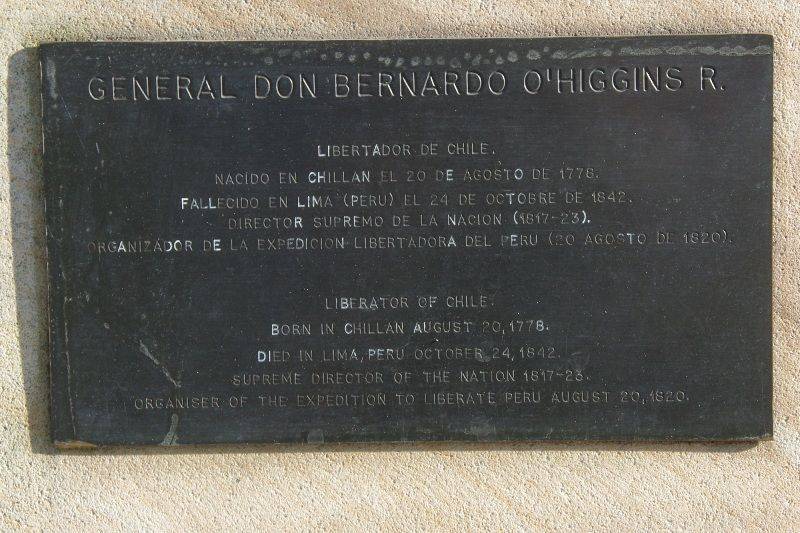 GENERAL DON BERNARDO O'HIGGINS R.
LIBERTADOR DE CHILE.
NACIDO EN CHILLAN EL 20 DE AGOSTO DE 1778.
FALLECIDO EN LIMA (PERU) EL 24 DE OCTOBRE DE 1842.
DIRECTOR SUPREMO DE LA NACION (1817-23).
ORGANIZADOR DE LA EXPEDICION LIBERTADORA DEL PERU (20 AGOSTO DE 1820).
LIBERATOR OF CHILE.
BORN IN CHILLAN AUGUST 20, 1778.
DIED IN LIMA, PERU OCTOBER 24, 1842.
SUPREME DIRECTOR OF THE NATION 1817-23.
ORGANISER OF THE EXPEDITION TO LIBERATE PERU AUGUST 20, 1820.